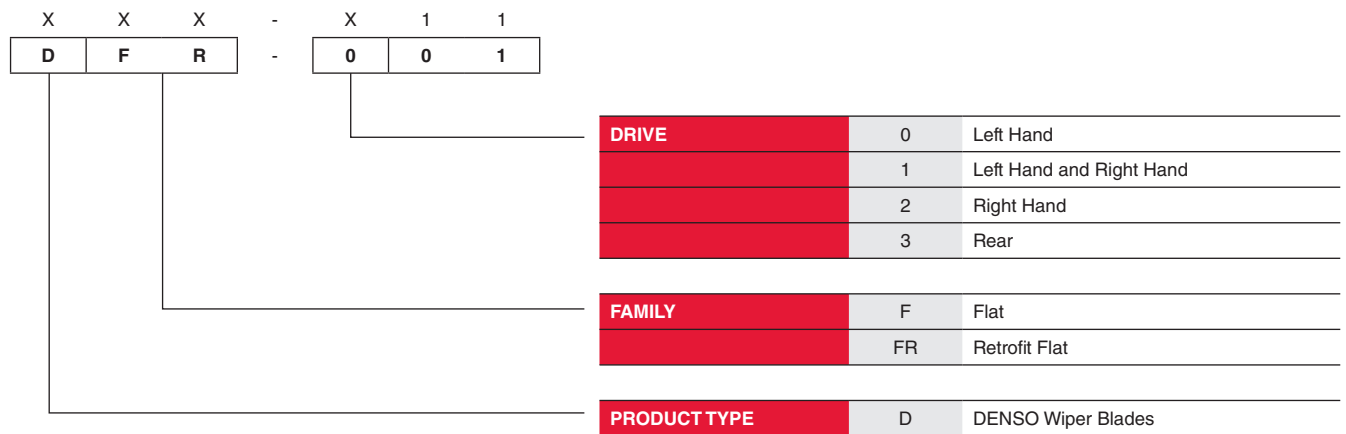 X X X - X 1 1
D F R - 0 0 1
DRIVE 0 Left Hand
1 Left Hand and Right Hand
2 Right Hand
3 Rear
FAMILY F Flat
FR Retrofit Flat
PRODUCT TYPE D DENSO Wiper Blades